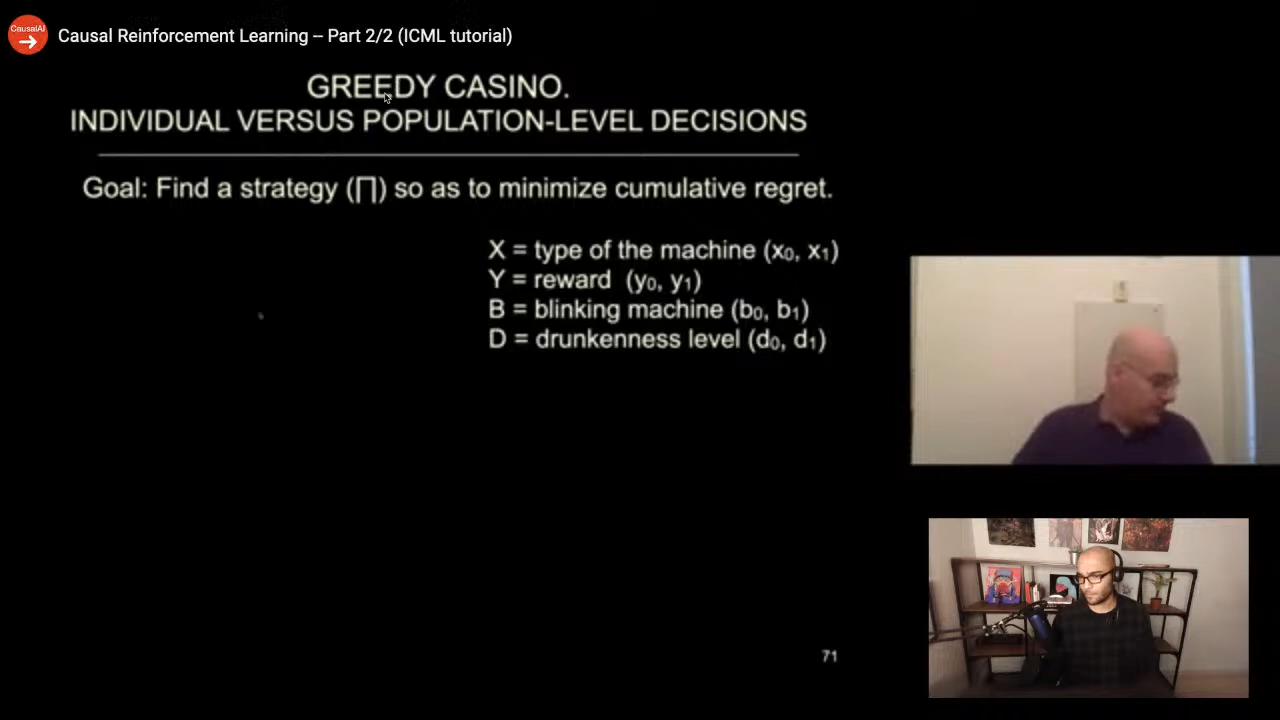 CausalAI
Causal Reinforcement Learning -- Part 2/2 (ICML tutorial)
GREEDY CASINO.
INDIVIDUAL VERSUS POPULATION-LEVEL DECISIONS
Goal: Find a strategy (∏) so as to minimize cumulative regret.
X = type of the machine (x₀, x₁)
Y = reward (y₀, y₁)
B = blinking machine (b₀, b₁)
D = drunkenness level (d₀, d₁)
71